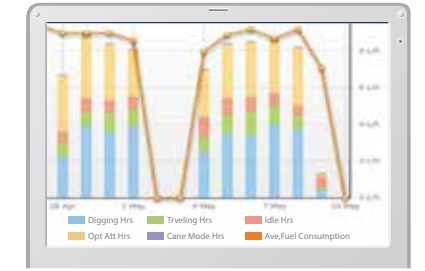 28 Apr 1 May 4 May 7 May 10 May
Digging Hrs Trveling Hrs Idle Hrs
Opt Att Hrs Cane Mode Hrs Ave,Fuel Consumption